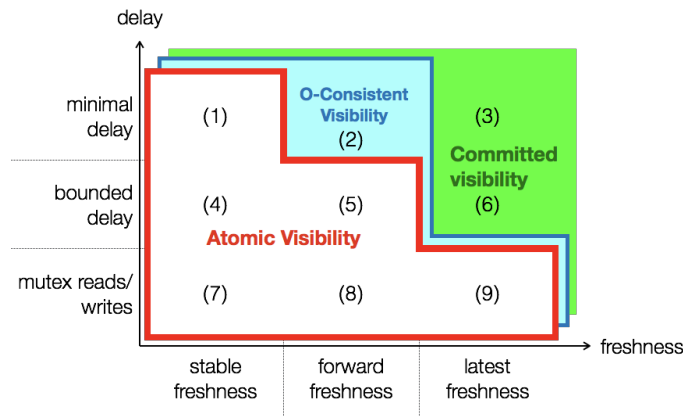 delay
minimal
delay
(1)
O-Consistent
Visibility
(2)
(3)
Committed
visibility
bounded
delay
(4)
(5)
(6)
Atomic Visibility
mutex reads/
writes
(7)
(8)
(9)
freshness
stable
freshness
forward
freshness
latest
freshness